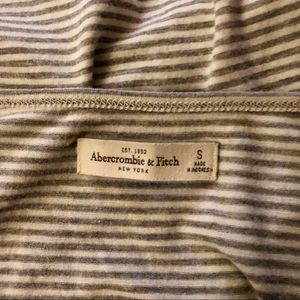 EST. 1892
Abercrombie & Fitch
NEW YORK
S
MADE
IN INDONESIA